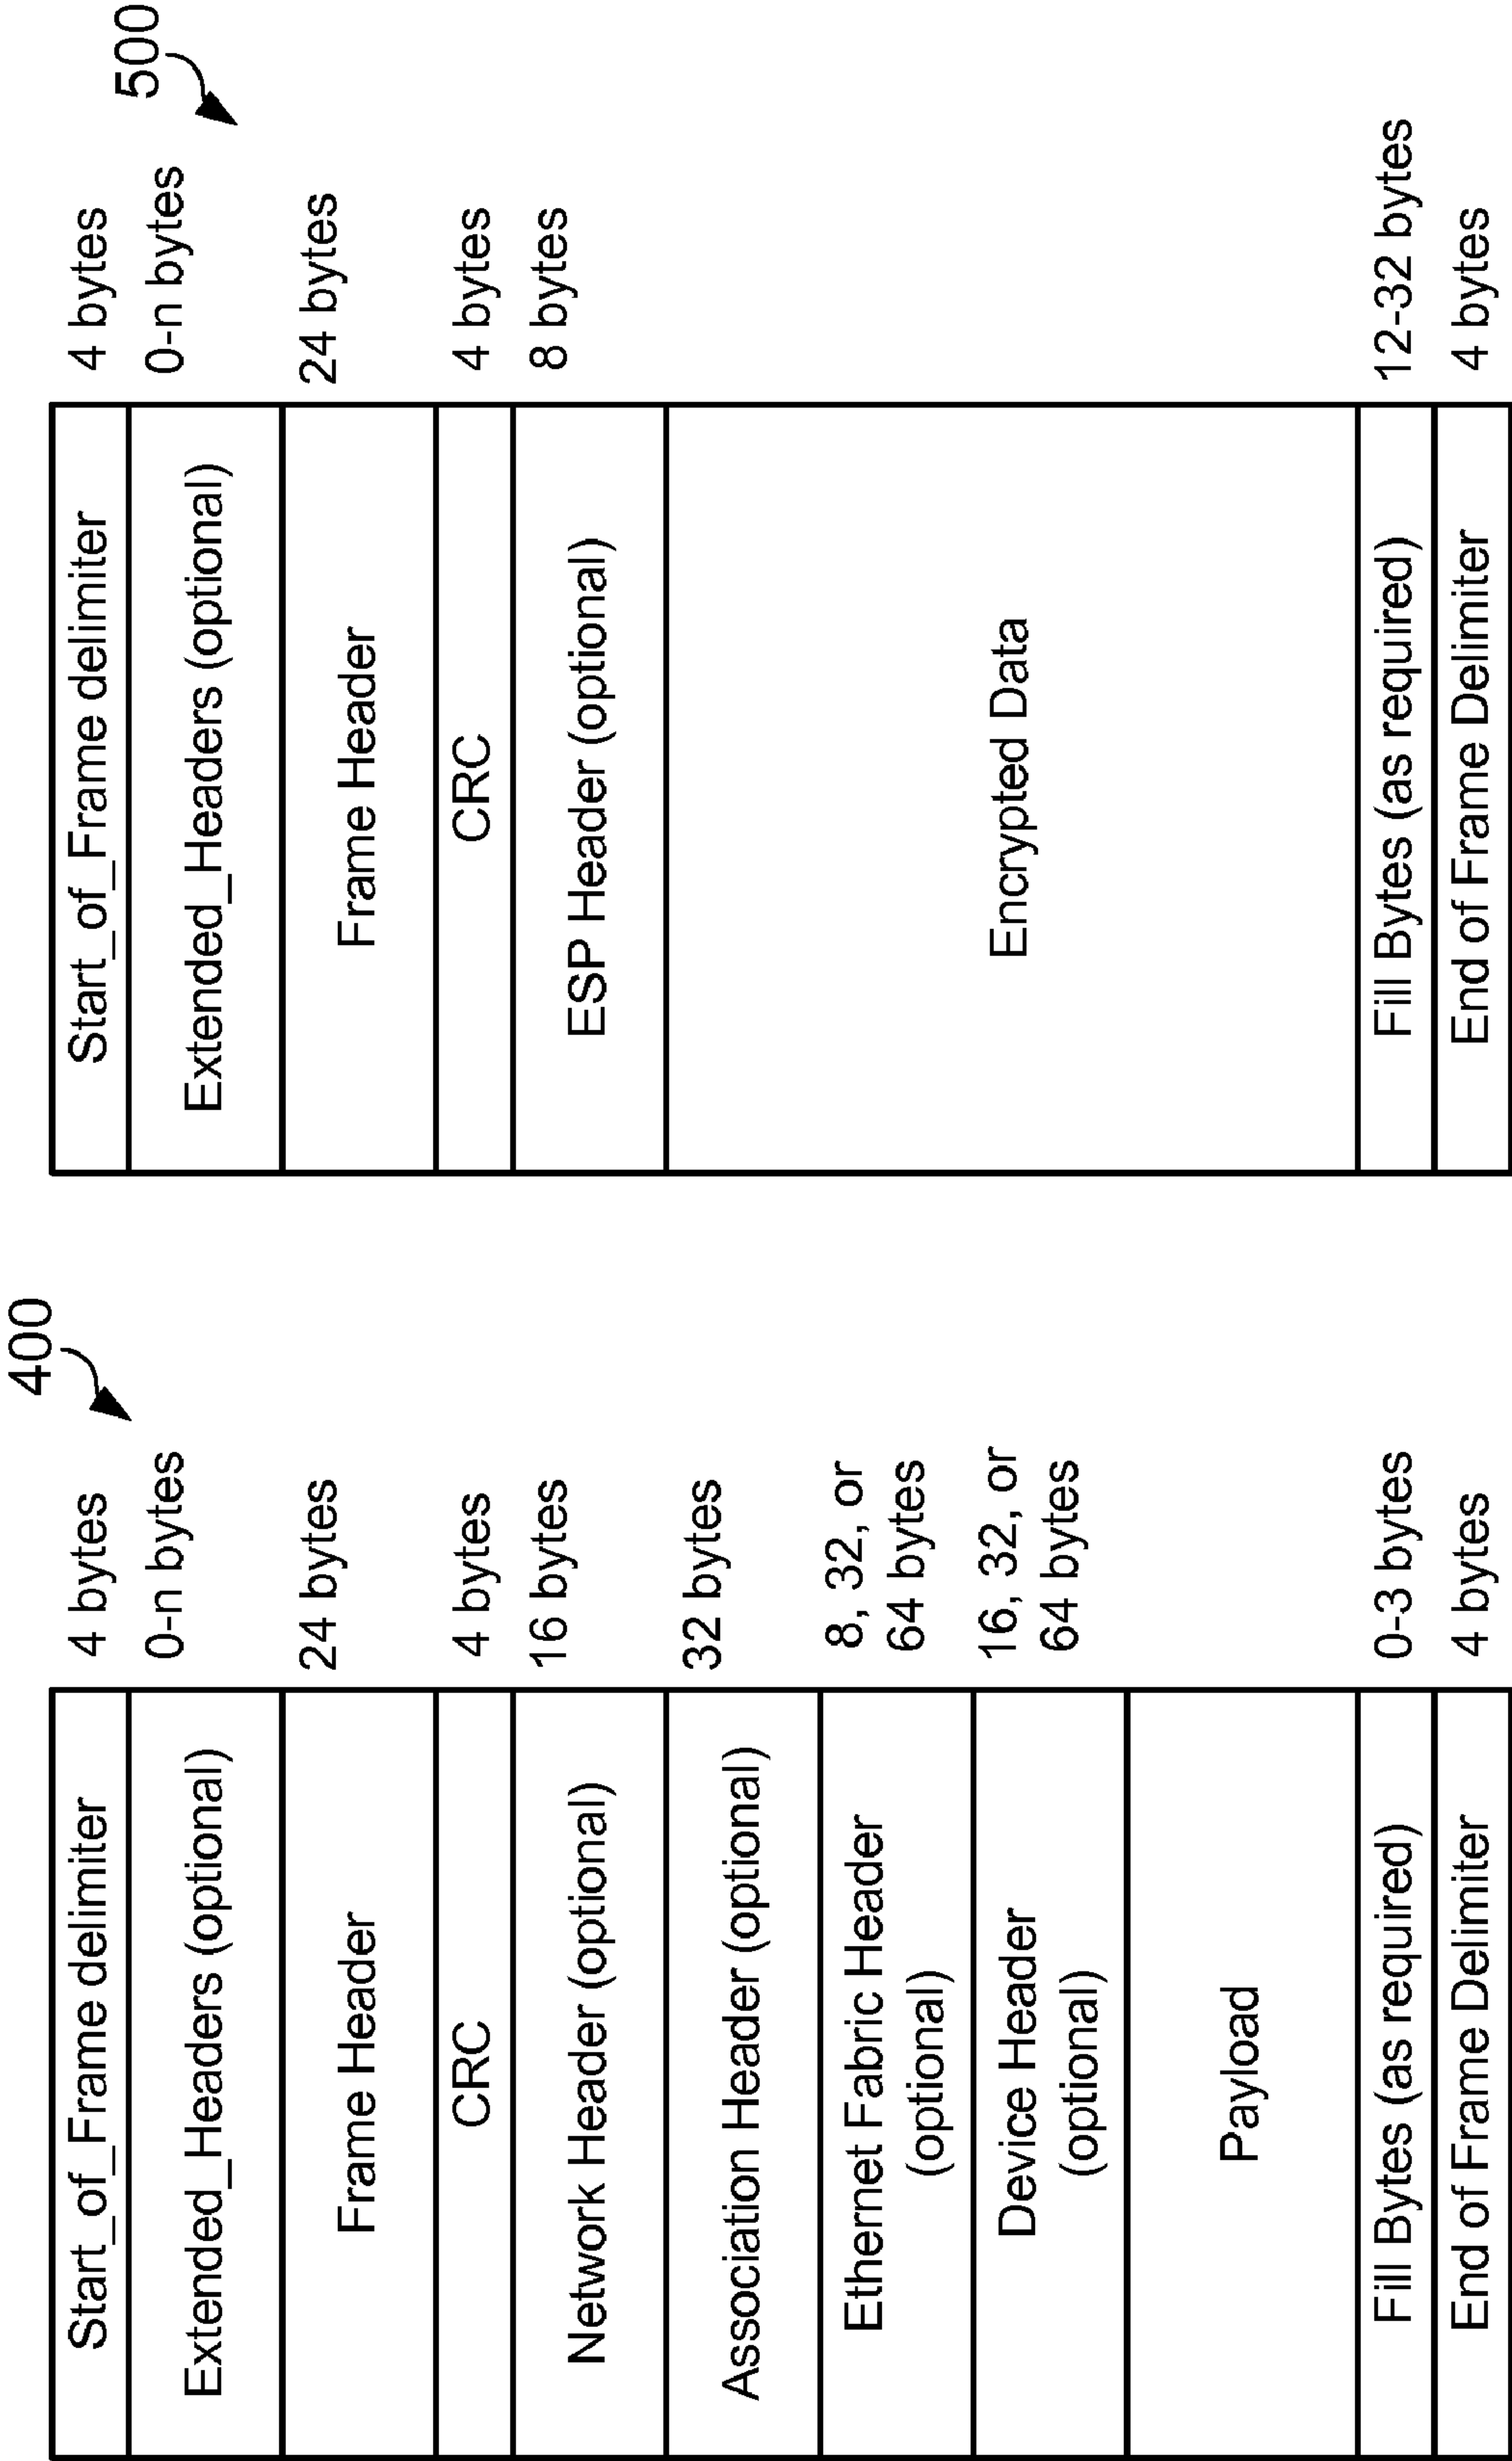 400
Start_of_Frame delimiter 4 bytes
Extended_Headers (optional) 0-n bytes
Frame Header 24 bytes
CRC 4 bytes
Network Header (optional) 16 bytes
Association Header (optional) 32 bytes
Ethernet Fabric Header 8, 32, or
(optional) 64 bytes
Device Header 16, 32, or
(optional) 64 bytes
Payload
Fill Bytes (as required) 0-3 bytes
End of Frame Delimiter 4 bytes
500
Start_of_Frame delimiter 4 bytes
Extended_Headers (optional) 0-n bytes
Frame Header 24 bytes
CRC 4 bytes
ESP Header (optional) 8 bytes
Encrypted Data
Fill Bytes (as required) 12-32 bytes
End of Frame Delimiter 4 bytes